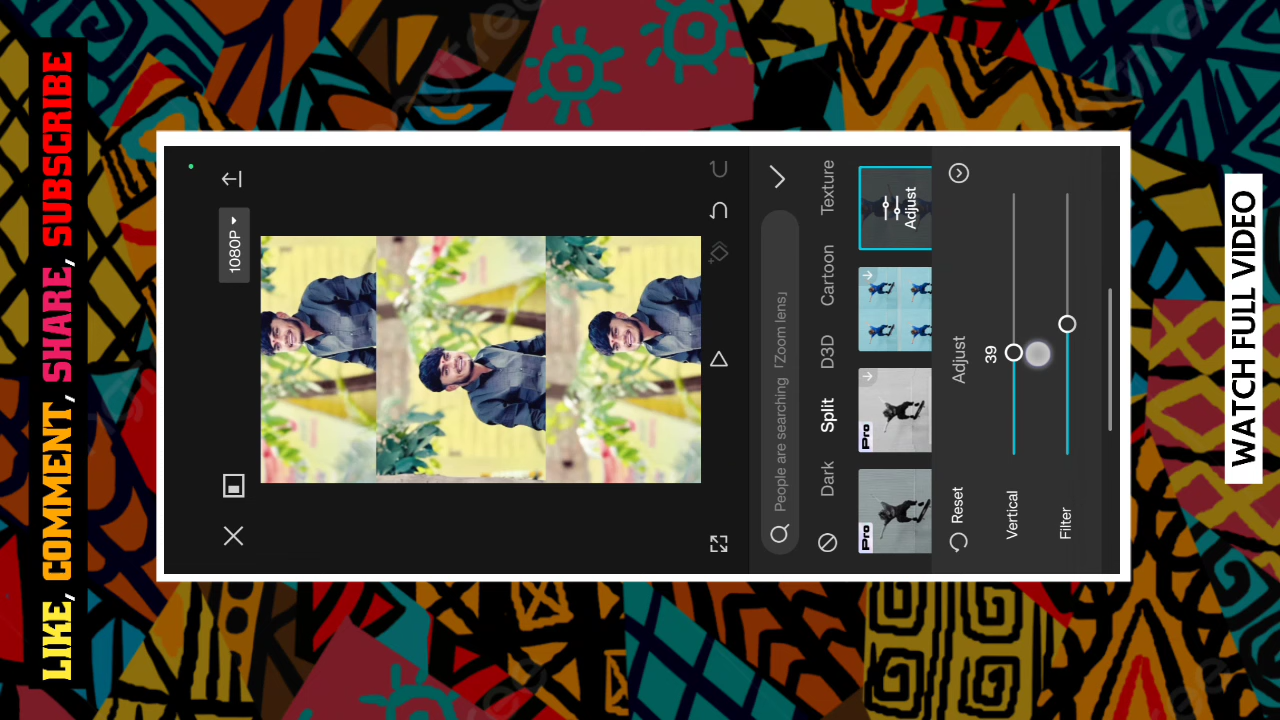 LIKE, COMMENT, SHARE, SUBSCRIBE
1080P
People are searching 「Zoom lens」
Dark
Split
D3D
Cartoon
Texture
Pro
Pro
Adjust
Reset
Adjust
39
Vertical
Filter
WATCH FULL VIDEO